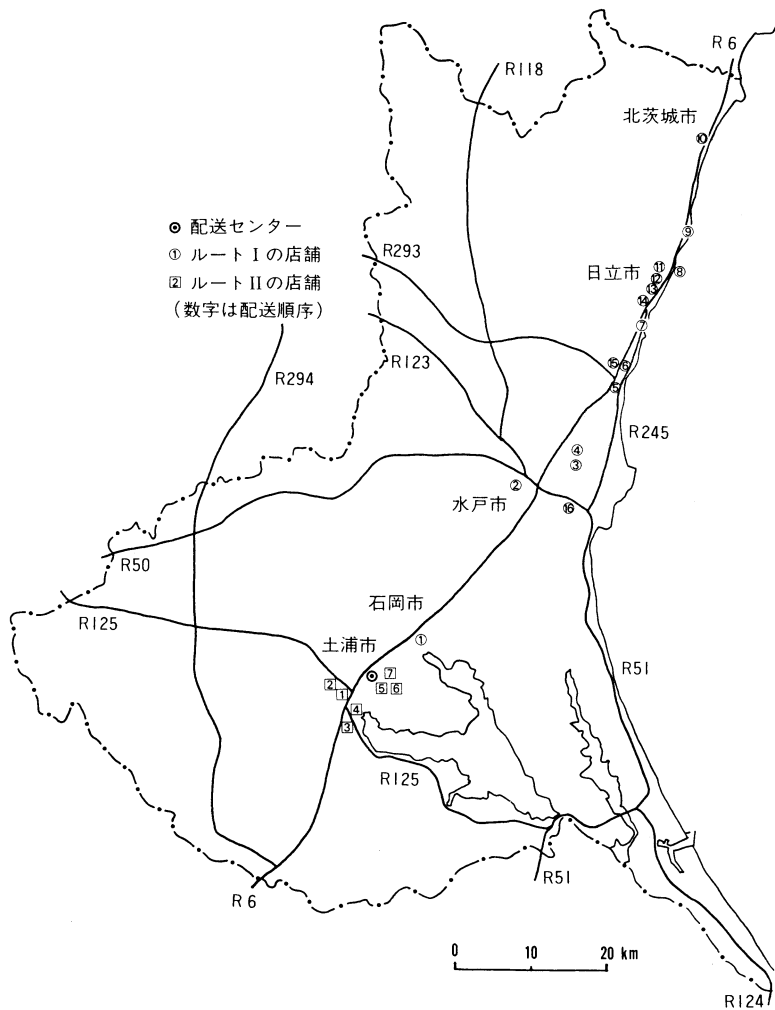 R6
R118
北茨城市
⑩
◎ 配送センター
① ルートⅠの店舗
2 ルートⅡの店舗
(数字は配送順序)
R293
⑨
日立市
⑪
⑧
⑫
⑬
⑭
⑦
R123
R294
⑮
⑥
⑤
R245
④
③
②
水戸市
⑯
R50
石岡市
R125
土浦市
①
R51
7
2
1
5
6
4
3
R125
R51
R6
0 10 20 km
R124